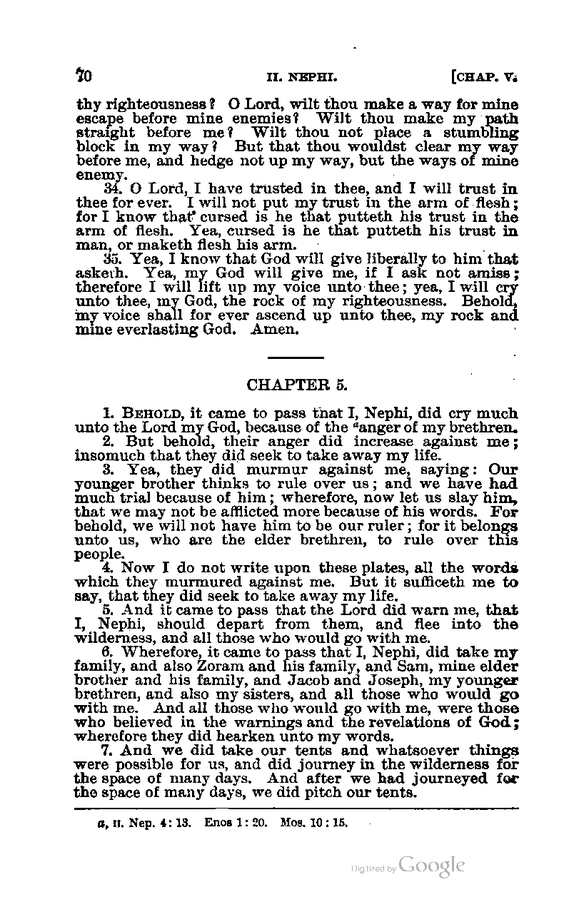 70 II. NEPHI. [CHAP. V.
thy righteousness? O Lord, wilt thou make a way for mine
escape before mine enemies? Wilt thou make my path
straight before me? Wilt thou not place a stumbling
block in my way? But that thou wouldst clear my way
before me, and hedge not up my way, but the ways of mine
enemy.
34. O Lord, I have trusted in thee, and I will trust in
thee for ever. I will not put my trust in the arm of flesh;
for I know that cursed is he that putteth his trust in the
arm of flesh. Yea, cursed is he that putteth his trust in
man, or maketh flesh his arm.
35. Yea, I know that God will give liberally to him that
asketh. Yea, my God will give me, if I ask not amiss;
therefore I will lift up my voice unto thee; yea, I will cry
unto thee, my God, the rock of my righteousness. Behold,
my voice shall for ever ascend up unto thee, my rock and
mine everlasting God. Amen.
CHAPTER 5.
1. BEHOLD, it came to pass that I, Nephi, did cry much
unto the Lord my God, because of the ᵃanger of my brethren.
2. But behold, their anger did increase against me;
insomuch that they did seek to take away my life.
3. Yea, they did murmur against me, saying: Our
younger brother thinks to rule over us; and we have had
much trial because of him; wherefore, now let us slay him,
that we may not be afflicted more because of his words. For
behold, we will not have him to be our ruler; for it belongs
unto us, who are the elder brethren, to rule over this
people.
4. Now I do not write upon these plates, all the words
which they murmured against me. But it sufficeth me to
say, that they did seek to take away my life.
5. And it came to pass that the Lord did warn me, that
I, Nephi, should depart from them, and flee into the
wilderness, and all those who would go with me.
6. Wherefore, it came to pass that I, Nephi, did take my
family, and also Zoram and his family, and Sam, mine elder
brother and his family, and Jacob and Joseph, my younger
brethren, and also my sisters, and all those who would go
with me. And all those who would go with me, were those
who believed in the warnings and the revelations of God;
wherefore they did hearken unto my words.
7. And we did take our tents and whatsoever things
were possible for us, and did journey in the wilderness for
the space of many days. And after we had journeyed for
the space of many days, we did pitch our tents.
a, II. Nep. 4: 13. Enos 1: 20. Mos. 10: 15.
Digitized by Google